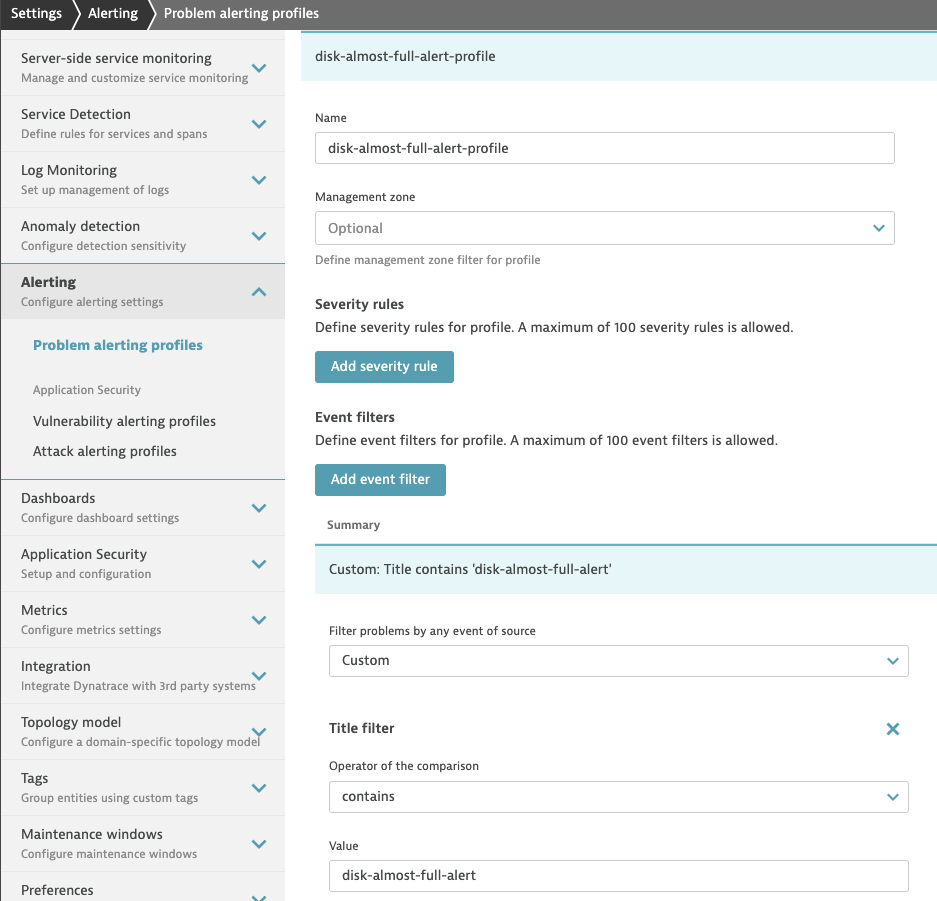 Settings
Alerting
Problem alerting profiles
Server-side service monitoring
Manage and customize service monitoring
Service Detection
Define rules for services and spans
Log Monitoring
Set up management of logs
Anomaly detection
Configure detection sensitivity
Alerting
Configure alerting settings
Problem alerting profiles
Application Security
Vulnerability alerting profiles
Attack alerting profiles
Dashboards
Configure dashboard settings
Application Security
Setup and configuration
Metrics
Configure metrics settings
Integration
Integrate Dynatrace with 3rd party systems
Topology model
Configure a domain-specific topology model
Tags
Group entities using custom tags
Maintenance windows
Configure maintenance windows
Preferences
disk-almost-full-alert-profile
Name
disk-almost-full-alert-profile
Management zone
Optional
Define management zone filter for profile
Severity rules
Define severity rules for profile. A maximum of 100 severity rules is allowed.
Add severity rule
Event filters
Define event filters for profile. A maximum of 100 event filters is allowed.
Add event filter
Summary
Custom: Title contains 'disk-almost-full-alert'
Filter problems by any event of source
Custom
Title filter
Operator of the comparison
contains
Value
disk-almost-full-alert